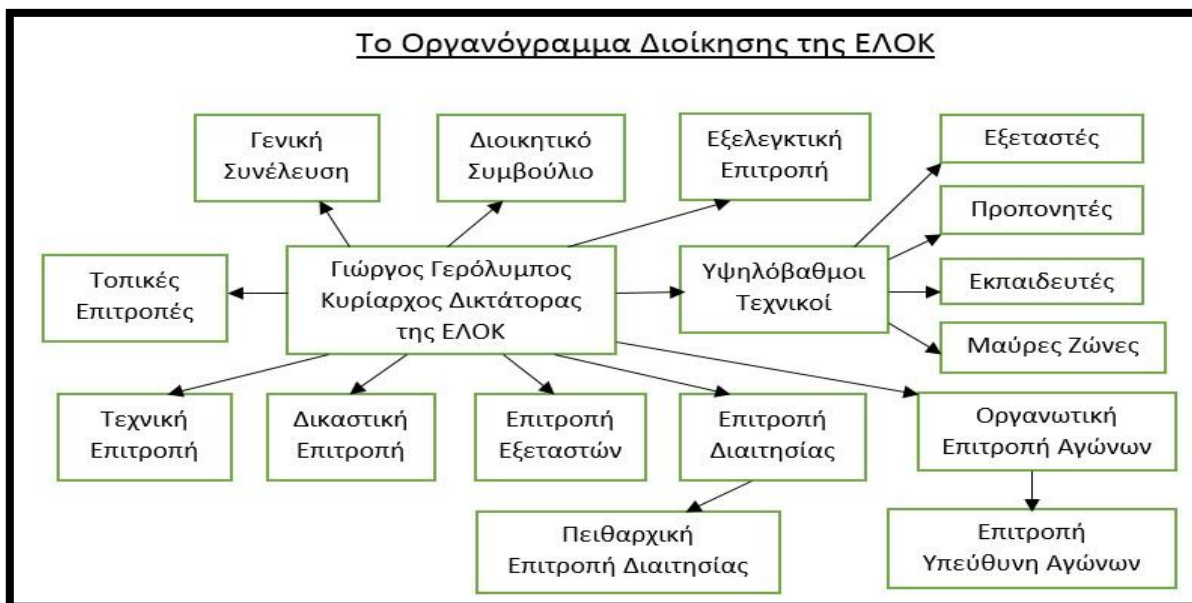 Το Οργανόγραμμα Διοίκησης της ΕΛΟΚ
Γενική
Συνέλευση
Διοικητικό
Συμβούλιο
Εξελεγκτική
Επιτροπή
Εξεταστές
Προπονητές
Τοπικές
Επιτροπές
Γιώργος Γερόλυμπος
Κυρίαρχος Δικτάτορας
της ΕΛΟΚ
Υψηλόβαθμοι
Τεχνικοί
Εκπαιδευτές
Μαύρες Ζώνες
Τεχνική
Επιτροπή
Δικαστική
Επιτροπή
Επιτροπή
Εξεταστών
Επιτροπή
Διαιτησίας
Οργανωτική
Επιτροπή Αγώνων
Πειθαρχική
Επιτροπή Διαιτησίας
Επιτροπή
Υπεύθυνη Αγώνων